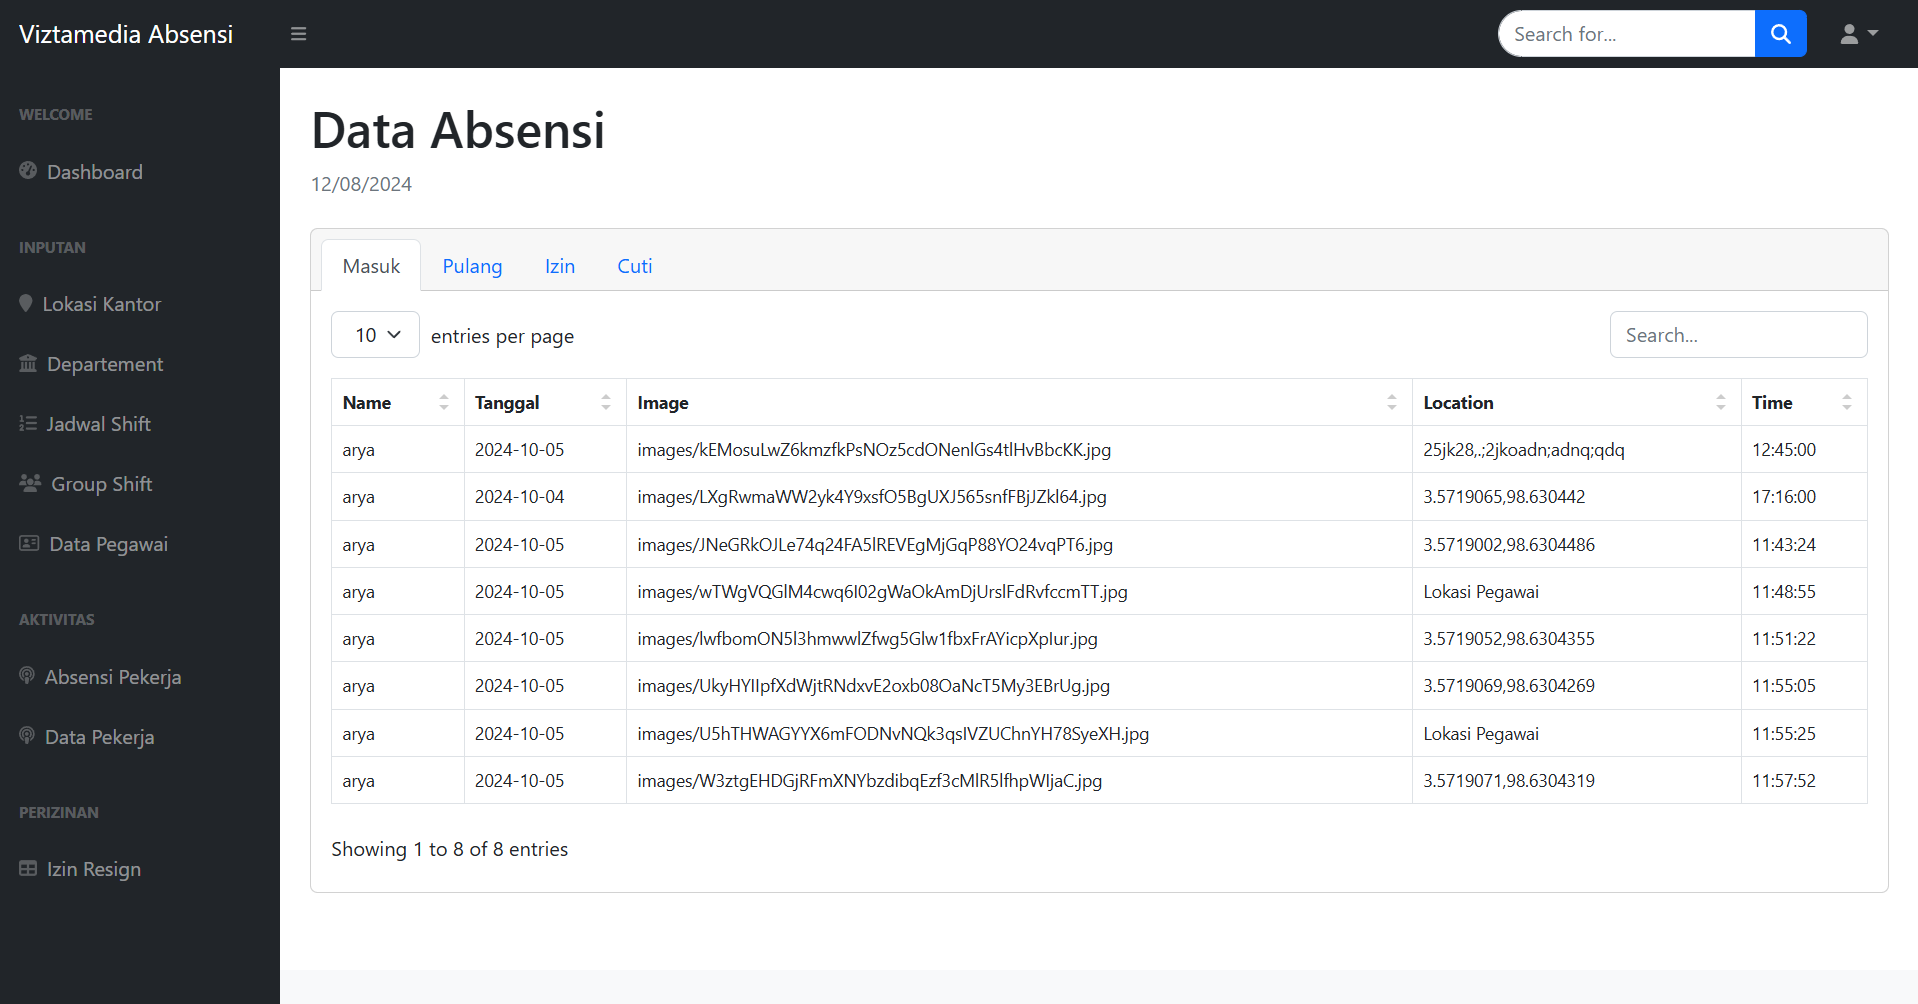 Viztamedia Absensi
Search for...
WELCOME
Dashboard
INPUTAN
Lokasi Kantor
Departement
Jadwal Shift
Group Shift
Data Pegawai
AKTIVITAS
Absensi Pekerja
Data Pekerja
PERIZINAN
Izin Resign
Data Absensi
12/08/2024
Masuk Pulang Izin Cuti
10 entries per page Search...
Name Tanggal Image Location Time
arya 2024-10-05 images/kEMosuLwZ6kmzfkPsNOz5cdONenlGs4tlHvBbcKK.jpg 25jk28,.;2jkoadn;adnq;qdq 12:45:00
arya 2024-10-04 images/LXgRwmaWW2yk4Y9xsfO5BgUXJ565snfFBjJZkl64.jpg 3.5719065,98.630442 17:16:00
arya 2024-10-05 images/JNeGRkOJLe74q24FA5lREVEgMjGqP88YO24vqPT6.jpg 3.5719002,98.6304486 11:43:24
arya 2024-10-05 images/wTWgVQGlM4cwq6I02gWaOkAmDjUrslFdRvfccmTT.jpg Lokasi Pegawai 11:48:55
arya 2024-10-05 images/lwfbomON5l3hmwwlZfwg5Glw1fbxFrAYicpXpIur.jpg 3.5719052,98.6304355 11:51:22
arya 2024-10-05 images/UkyHYIIpfXdWjtRNdxvE2oxb08OaNcT5My3EBrUg.jpg 3.5719069,98.6304269 11:55:05
arya 2024-10-05 images/U5hTHWAGYYX6mFODNvNQk3qsIVZUChnYH78SyeXH.jpg Lokasi Pegawai 11:55:25
arya 2024-10-05 images/W3ztgEHDGjRFmXNYbzdibqEzf3cMlR5lfhpWIjaC.jpg 3.5719071,98.6304319 11:57:52
Showing 1 to 8 of 8 entries